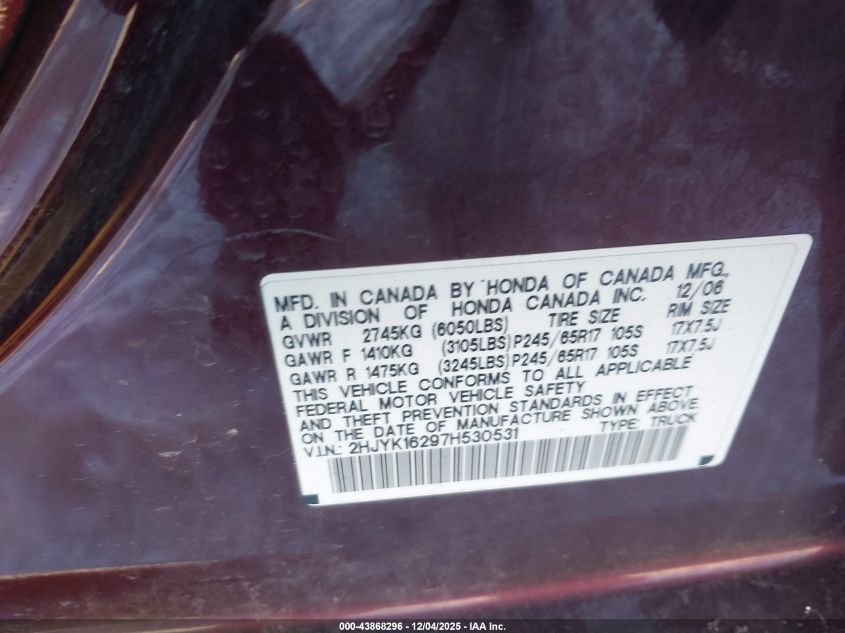 MFD. IN CANADA BY HONDA OF CANADA MFG.,
A DIVISION OF HONDA CANADA INC. 12/06
GVWR 2745KG (6050LBS) TIRE SIZE RIM SIZE
GAWR F 1410KG (3105LBS) P245/65R17 105S 17X7.5J
GAWR R 1475KG (3245LBS) P245/65R17 105S 17X7.5J
THIS VEHICLE CONFORMS TO ALL APPLICABLE
FEDERAL MOTOR VEHICLE SAFETY
AND THEFT PREVENTION STANDARDS IN EFFECT
ON THE DATE OF MANUFACTURE SHOWN ABOVE.
V.I.N.: 2HJYK16297H530531 TYPE: TRUCK
000-43868296 - 12/04/2025 - IAA Inc.